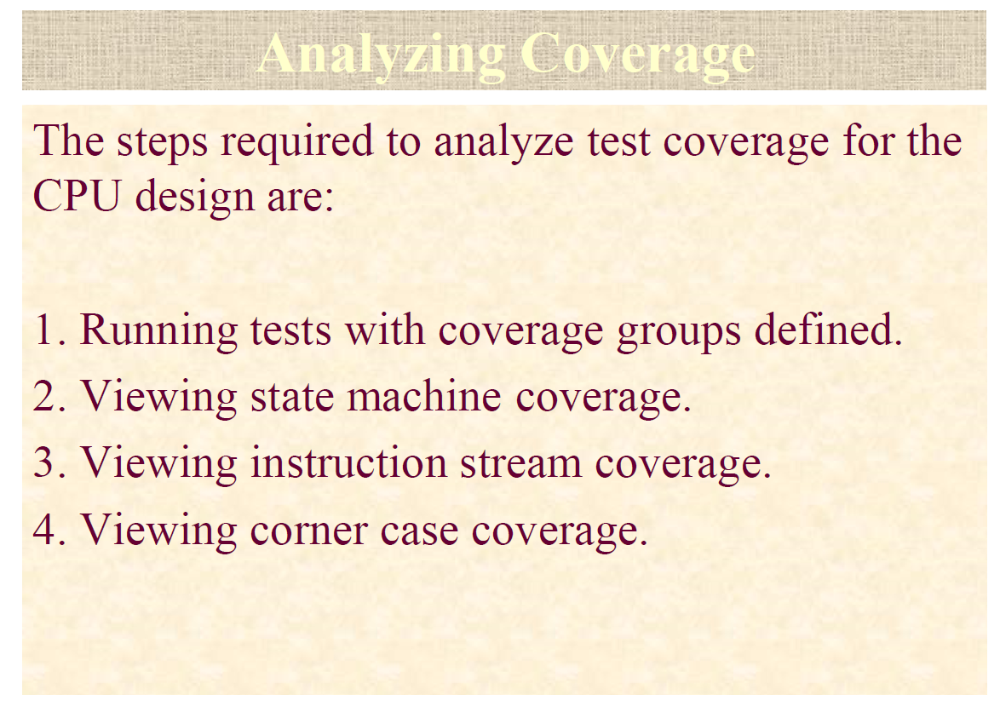 Analyzing Coverage
The steps required to analyze test coverage for the
CPU design are:
1. Running tests with coverage groups defined.
2. Viewing state machine coverage.
3. Viewing instruction stream coverage.
4. Viewing corner case coverage.